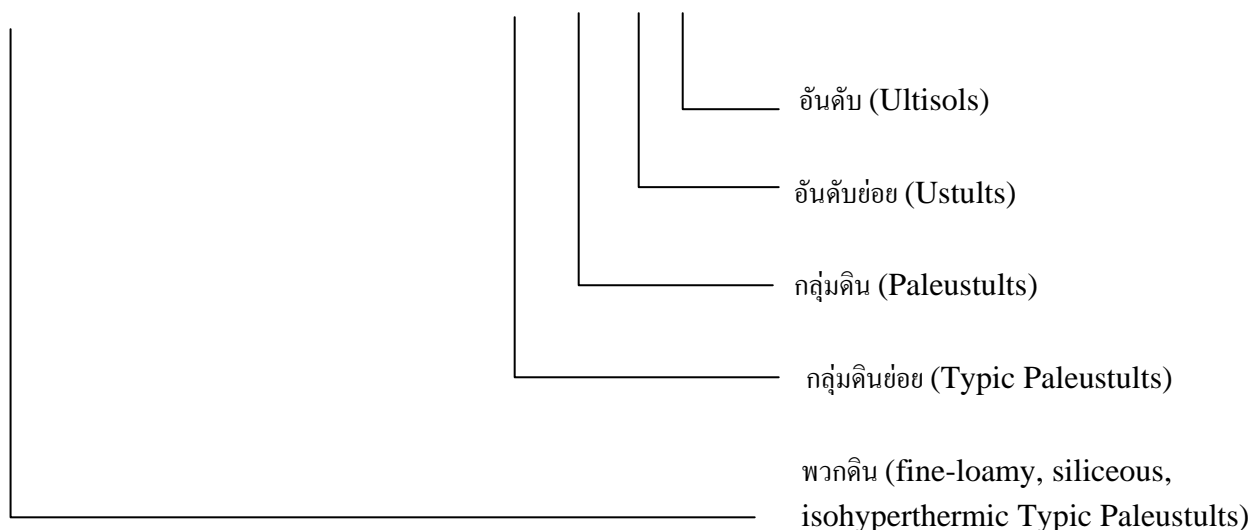 อันดับ (Ultisols)
อันดับย่อย (Ustults)
กลุ่มดิน (Paleustults)
กลุ่มดินย่อย (Typic Paleustults)
พวกดิน (fine-loamy, siliceous,
isohyperthermic Typic Paleustults)